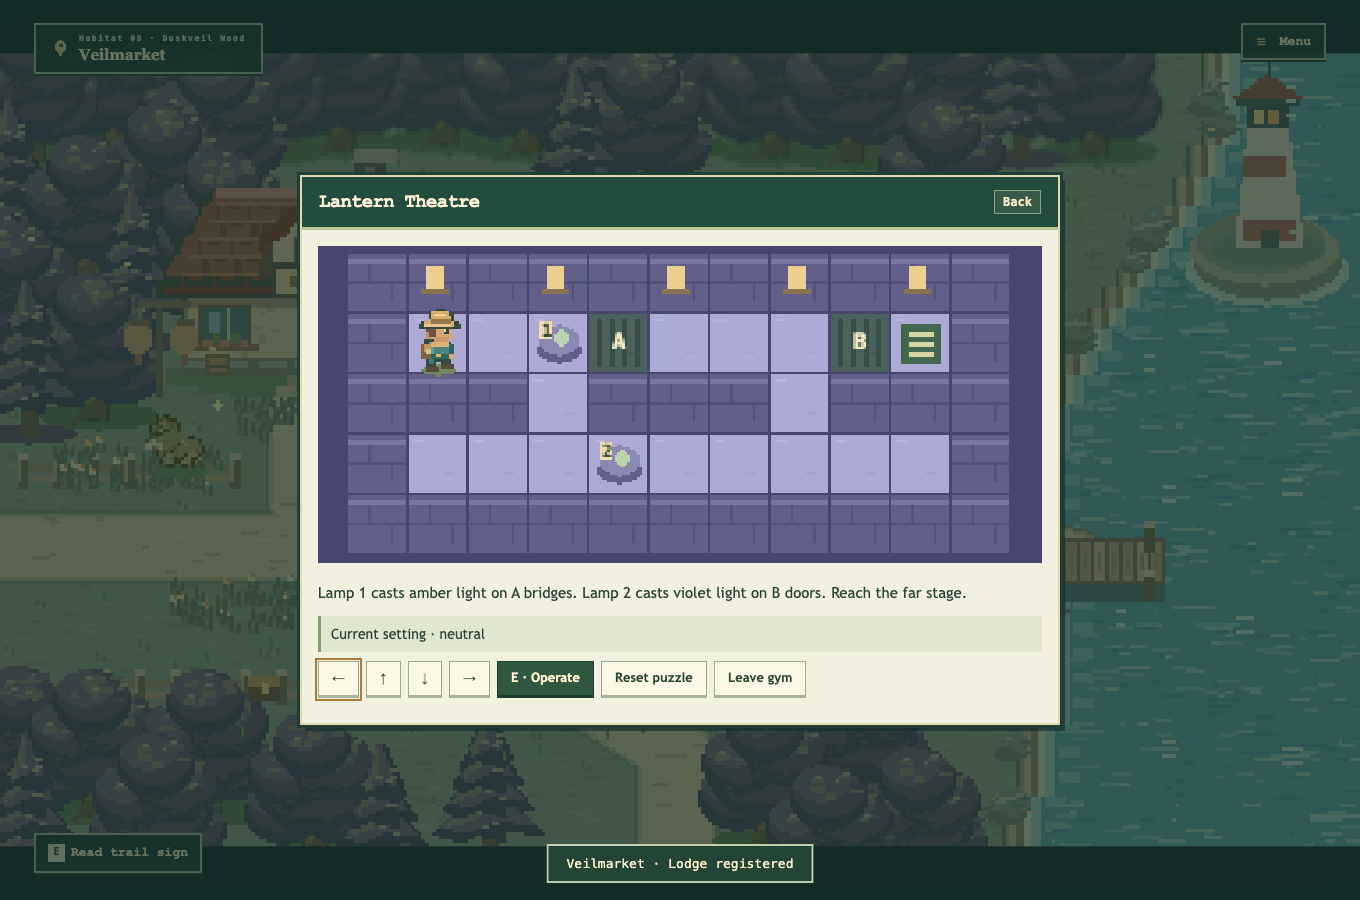 Habitat 08 · Duskveil Wood
Veilmarket
≡ Menu
Lantern Theatre
Back
1
A
B
2
Lamp 1 casts amber light on A bridges. Lamp 2 casts violet light on B doors. Reach the far stage.
Current setting · neutral
← ↑ ↓ → E · Operate Reset puzzle Leave gym
E Read trail sign
Veilmarket · Lodge registered